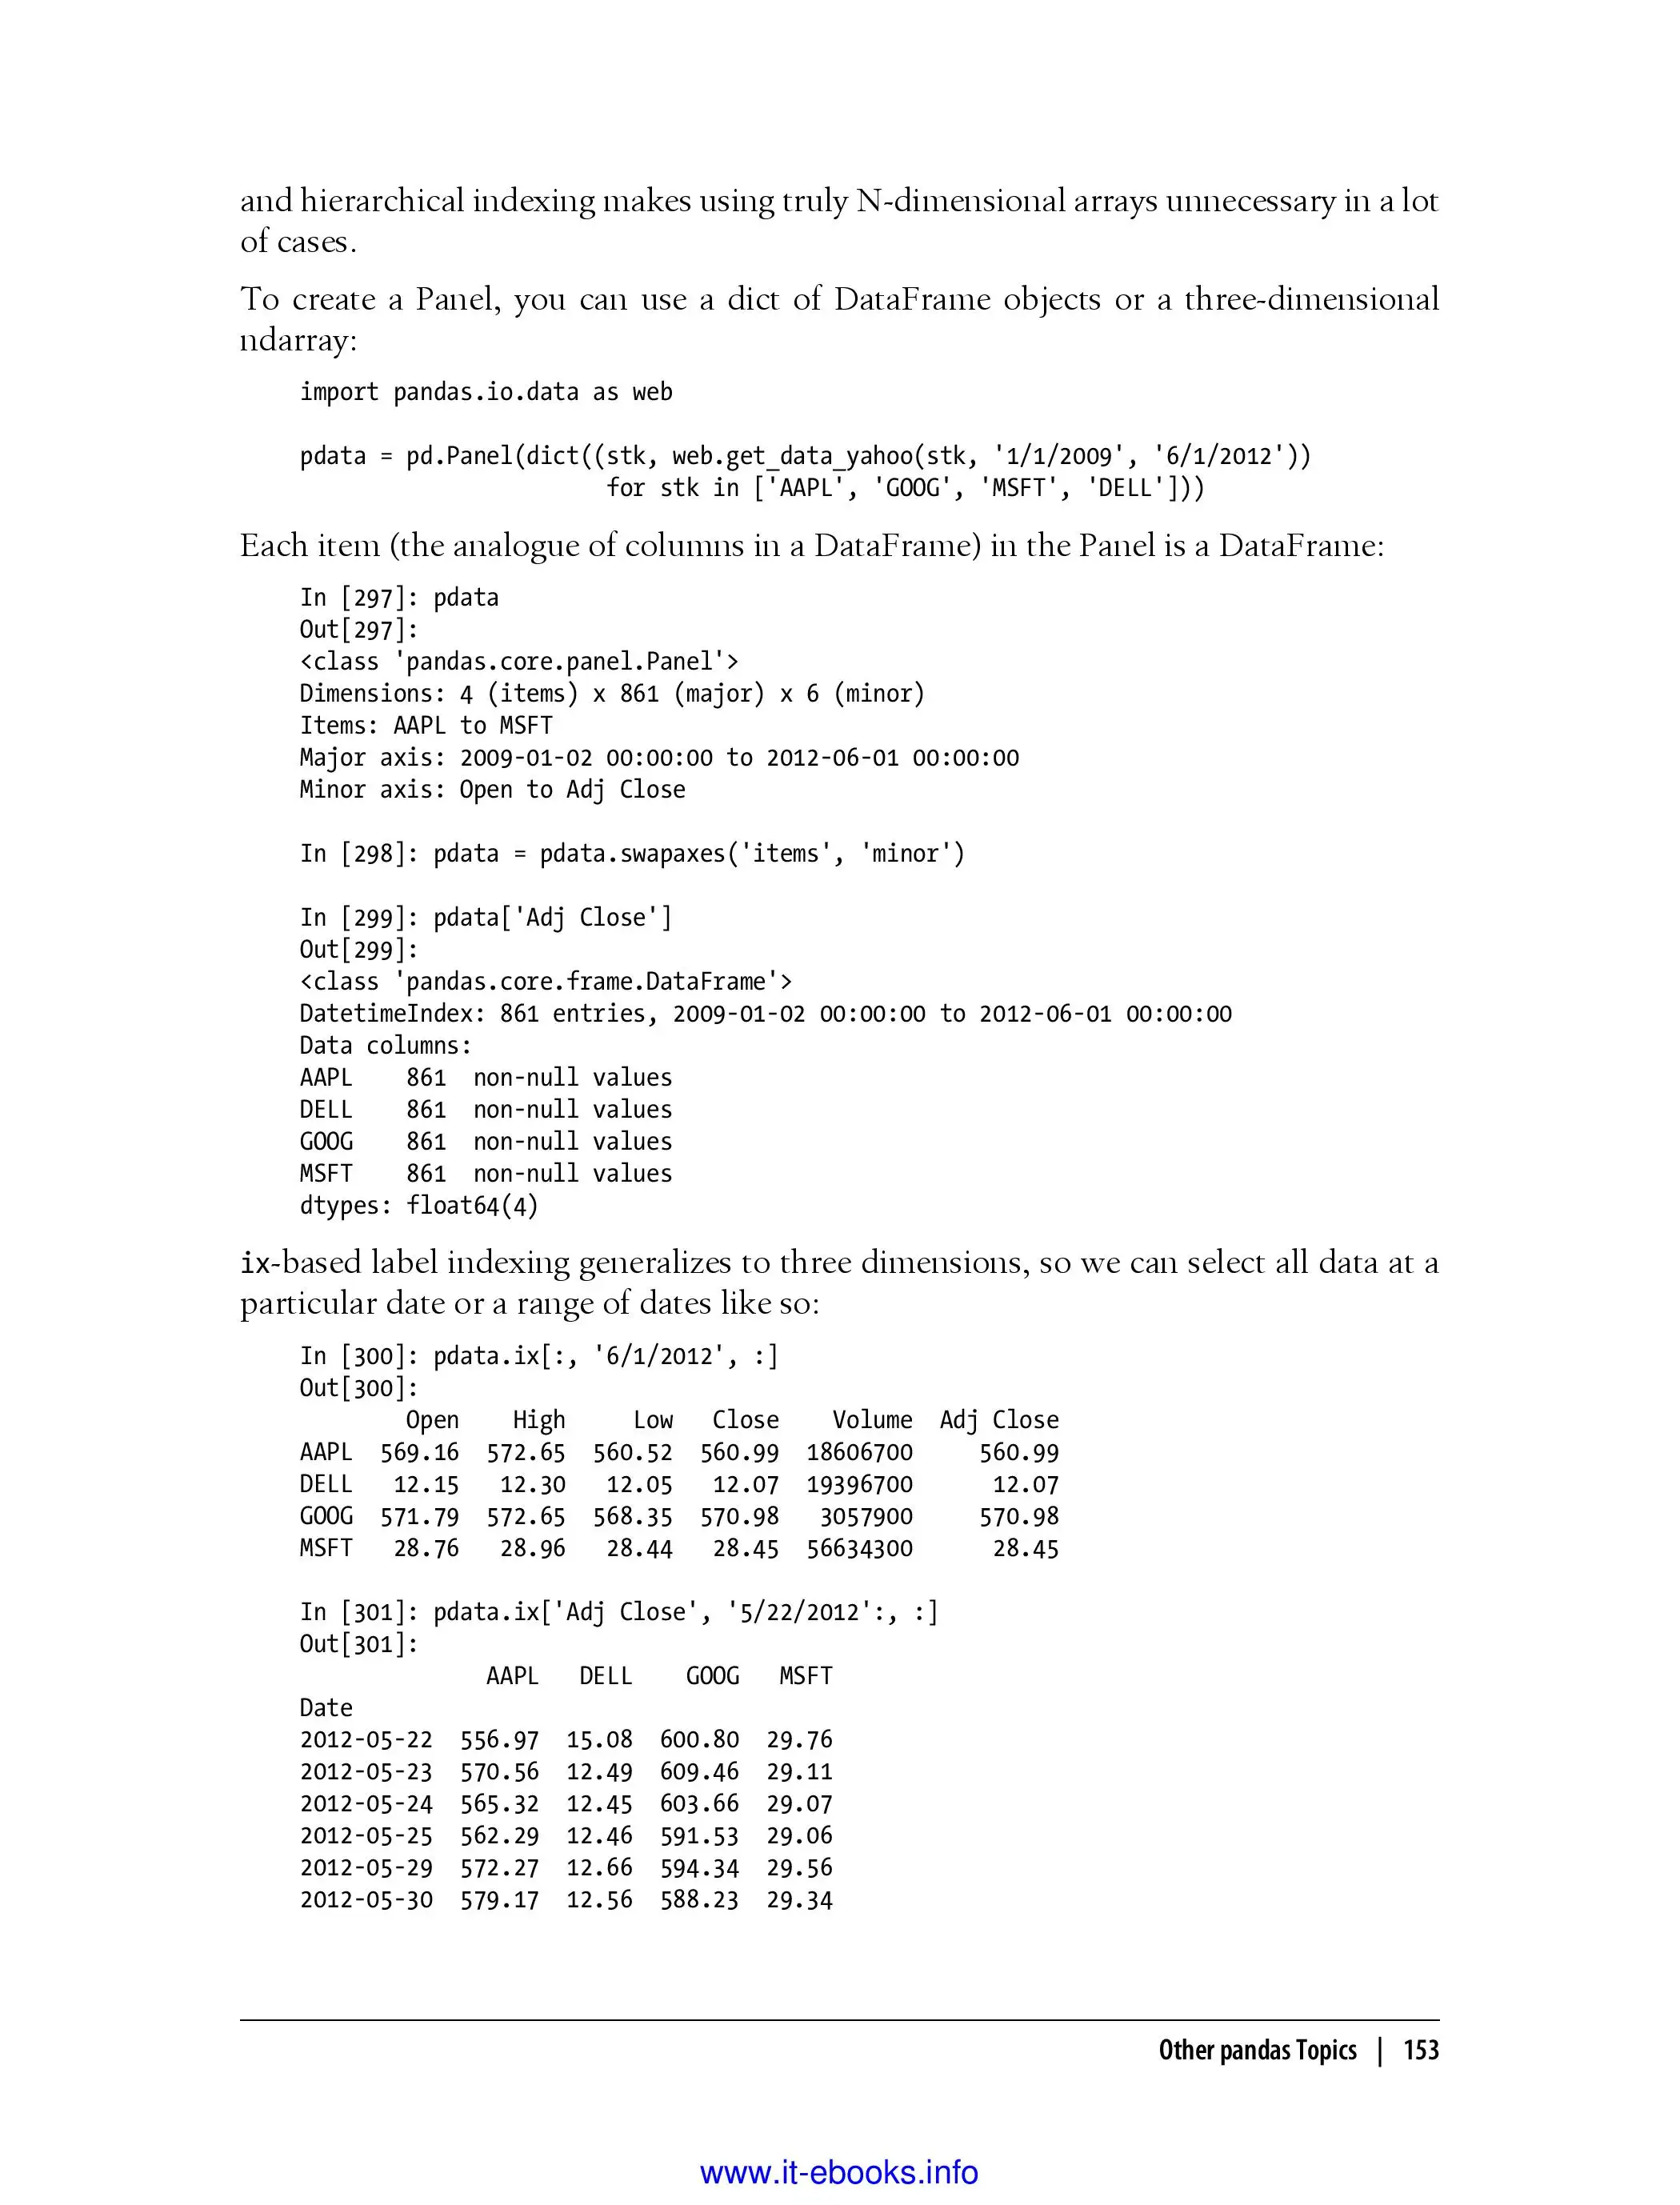 and hierarchical indexing makes using truly N-dimensional arrays unnecessary in a lot
of cases.
To create a Panel, you can use a dict of DataFrame objects or a three-dimensional
ndarray:
import pandas.io.data as web
pdata = pd.Panel(dict((stk, web.get_data_yahoo(stk, '1/1/2009', '6/1/2012'))
                       for stk in ['AAPL', 'GOOG', 'MSFT', 'DELL']))
Each item (the analogue of columns in a DataFrame) in the Panel is a DataFrame:
In [297]: pdata
Out[297]:
<class 'pandas.core.panel.Panel'>
Dimensions: 4 (items) x 861 (major) x 6 (minor)
Items: AAPL to MSFT
Major axis: 2009-01-02 00:00:00 to 2012-06-01 00:00:00
Minor axis: Open to Adj Close
In [298]: pdata = pdata.swapaxes('items', 'minor')
In [299]: pdata['Adj Close']
Out[299]:
<class 'pandas.core.frame.DataFrame'>
DatetimeIndex: 861 entries, 2009-01-02 00:00:00 to 2012-06-01 00:00:00
Data columns:
AAPL    861  non-null values
DELL    861  non-null values
GOOG    861  non-null values
MSFT    861  non-null values
dtypes: float64(4)
ix-based label indexing generalizes to three dimensions, so we can select all data at a
particular date or a range of dates like so:
In [300]: pdata.ix[:, '6/1/2012', :]
Out[300]:
        Open    High     Low   Close    Volume  Adj Close
AAPL  569.16  572.65  560.52  560.99  18606700     560.99
DELL   12.15   12.30   12.05   12.07  19396700      12.07
GOOG  571.79  572.65  568.35  570.98   3057900     570.98
MSFT   28.76   28.96   28.44   28.45  56634300      28.45
In [301]: pdata.ix['Adj Close', '5/22/2012':, :]
Out[301]:
              AAPL   DELL    GOOG   MSFT
Date
2012-05-22  556.97  15.08  600.80  29.76
2012-05-23  570.56  12.49  609.46  29.11
2012-05-24  565.32  12.45  603.66  29.07
2012-05-25  562.29  12.46  591.53  29.06
2012-05-29  572.27  12.66  594.34  29.56
2012-05-30  579.17  12.56  588.23  29.34
Other pandas Topics | 153
www.it-ebooks.info